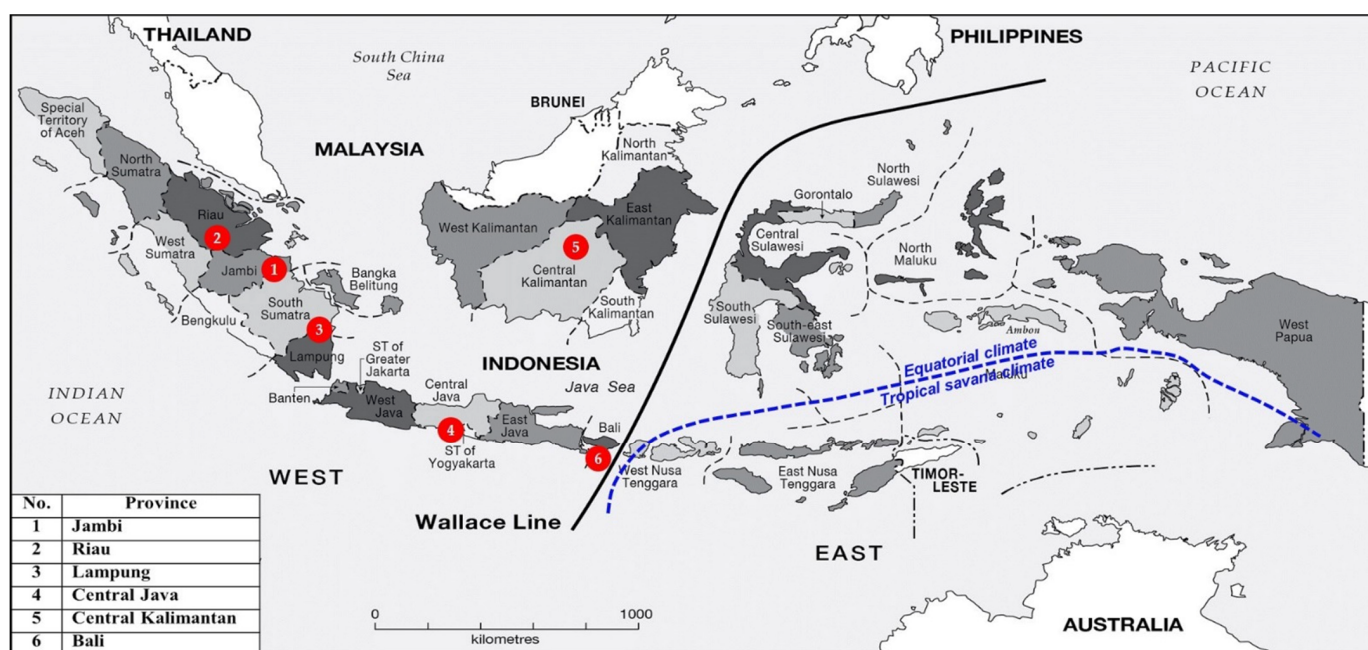 THAILAND
South China
Sea
PHILIPPINES
PACIFIC
OCEAN
Special
Territory
of Aceh
BRUNEI
MALAYSIA
North
Sumatra
North
Kalimantan
North
Sulawesi
Gorontalo
Riau
2
West
Sumatra
West Kalimantan
East
Kalimantan
5
Central
Sulawesi
North
Maluku
Jambi
1
Bangka
Belitung
Central
Kalimantan
South
Sumatra
3
Bengkulu
South
Kalimantan
South
Sulawesi
South-east
Sulawesi
Ambon
West
Papua
Lampung
ST of
Greater
Jakarta
INDONESIA
Java Sea
Equatorial climate
Tropical savana climate
Maluku
INDIAN
OCEAN
Banten
West
Java
Central
Java
4
ST of
Yogyakarta
East
Java
Bali
6
West Nusa
Tenggara
East Nusa
Tenggara
TIMOR-
LESTE
WEST
Wallace Line
EAST
No. Province
1 Jambi
2 Riau
3 Lampung
4 Central Java
5 Central Kalimantan
6 Bali
0 1000
kilometres
AUSTRALIA